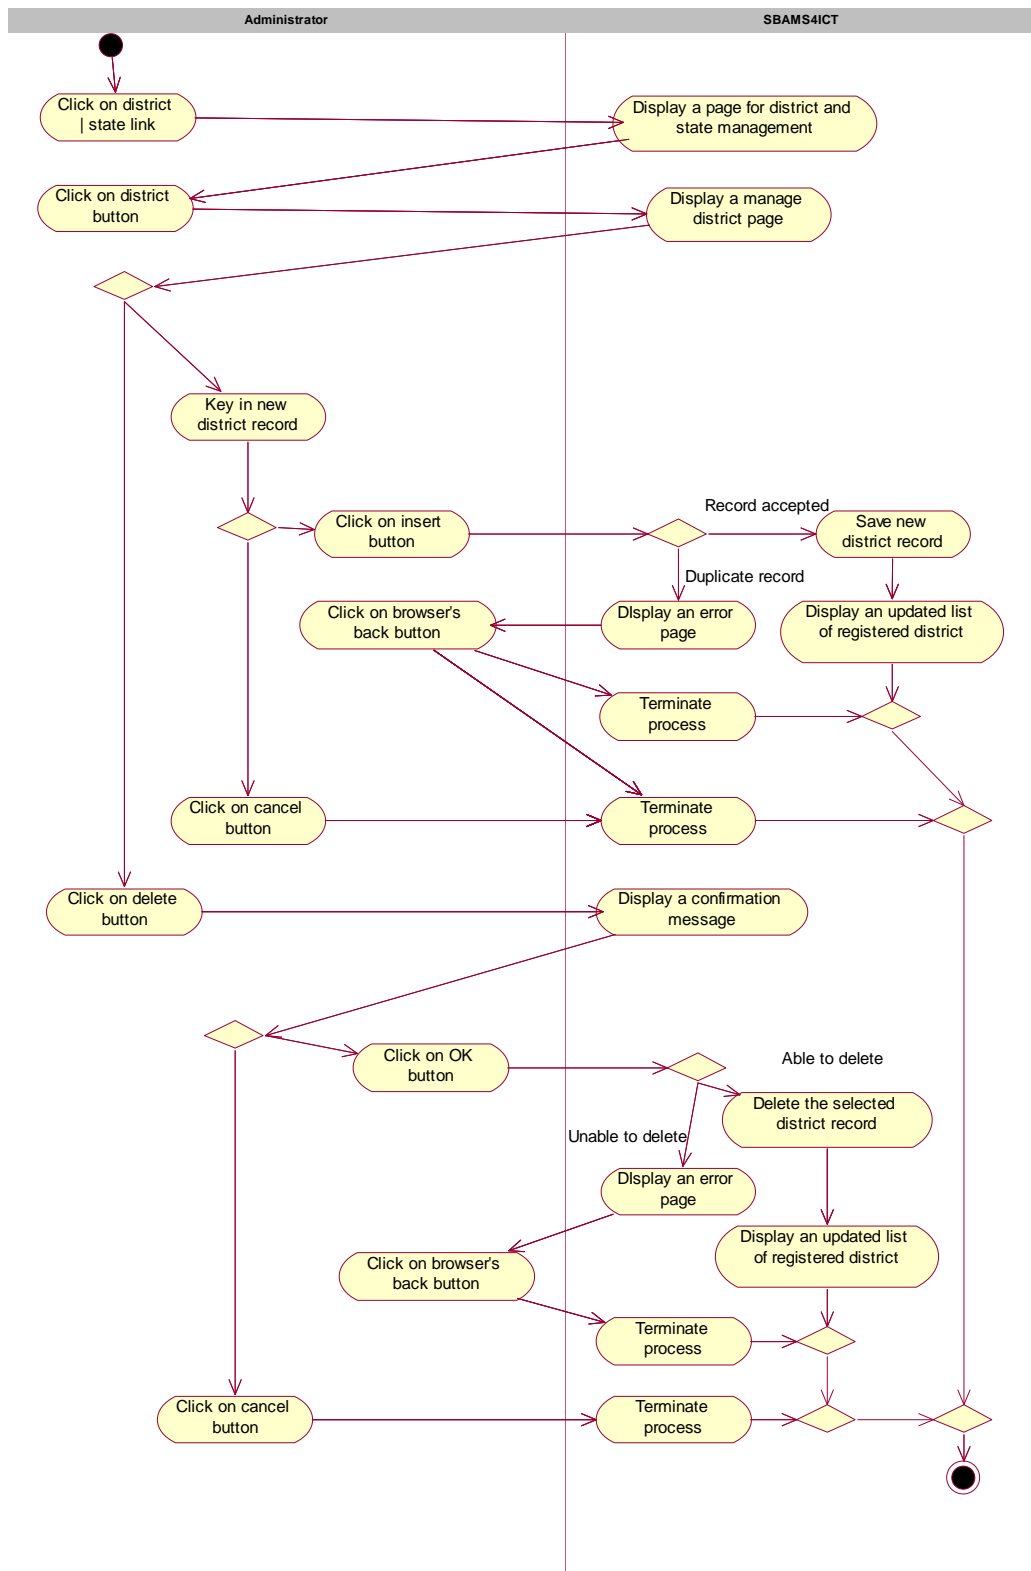 Administrator
SBAMS4ICT
Click on district
| state link
Display a page for district and
state management
Click on district
button
Display a manage
district page
Key in new
district record
Record accepted
Click on insert
button
Save new
district record
Duplicate record
Click on browser's
back button
DIsplay an error
page
Display an updated list
of registered district
Terminate
process
Click on cancel
button
Terminate
process
Click on delete
button
Display a confirmation
message
Click on OK
button
Able to delete
Delete the selected
district record
Unable to delete
DIsplay an error
page
Display an updated list
of registered district
Click on browser's
back button
Terminate
process
Click on cancel
button
Terminate
process